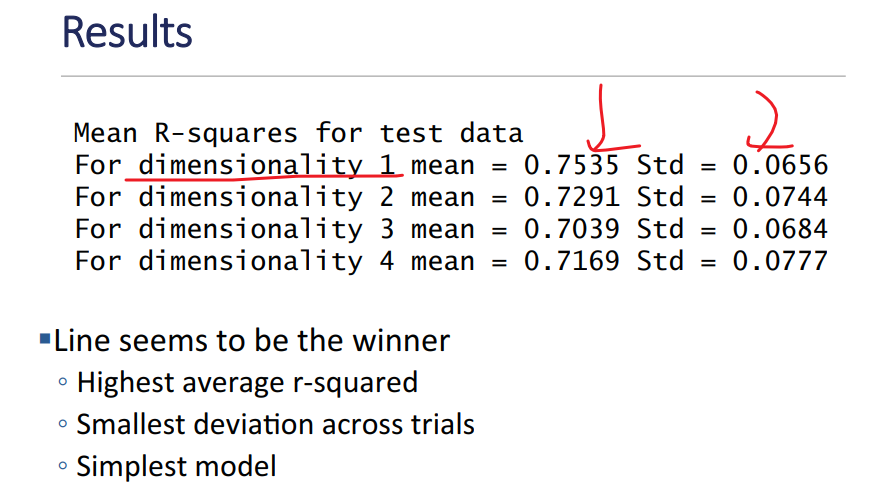 Results
Mean R-squares for test data
For dimensionality 1 mean = 0.7535 Std = 0.0656
For dimensionality 2 mean = 0.7291 Std = 0.0744
For dimensionality 3 mean = 0.7039 Std = 0.0684
For dimensionality 4 mean = 0.7169 Std = 0.0777
▪Line seems to be the winner
◦ Highest average r-squared
◦ Smallest deviation across trials
◦ Simplest model